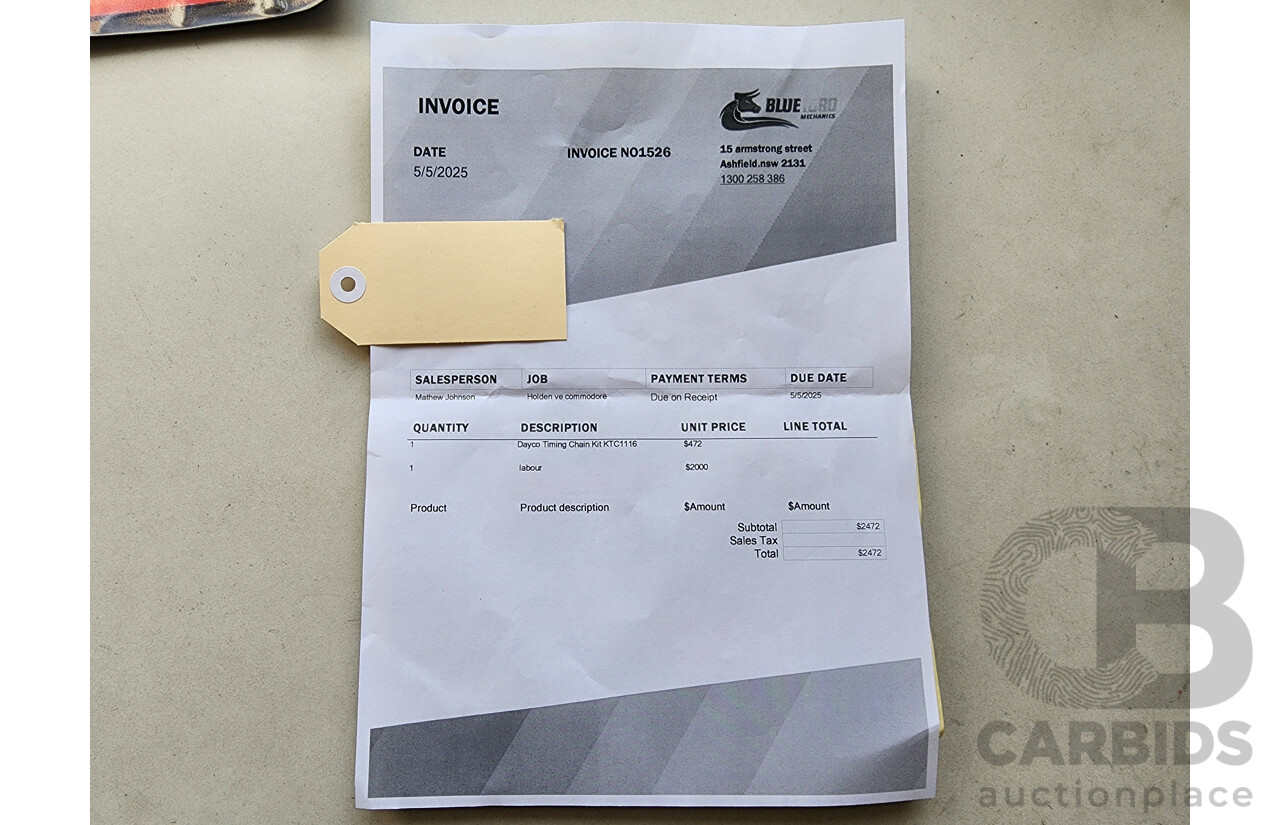 INVOICE
BLUE
MECHANICS
DATE
INVOICE NO1526
15 armstrong street
5/5/2025
Ashfield.nsw 2131
1300 258 386
SALESPERSON JOB PAYMENT TERMS DUE DATE
Mathew Johnson Holden ve commodore Due on Receipt 5/5/2025
QUANTITY DESCRIPTION UNIT PRICE LINE TOTAL
1 Dayco Timing Chain Kit KTC1116 $472
1 labour $2000
Product Product description $Amount $Amount
Subtotal $2472
Sales Tax
Total $2472
CB
CARBIDS
auctionplace